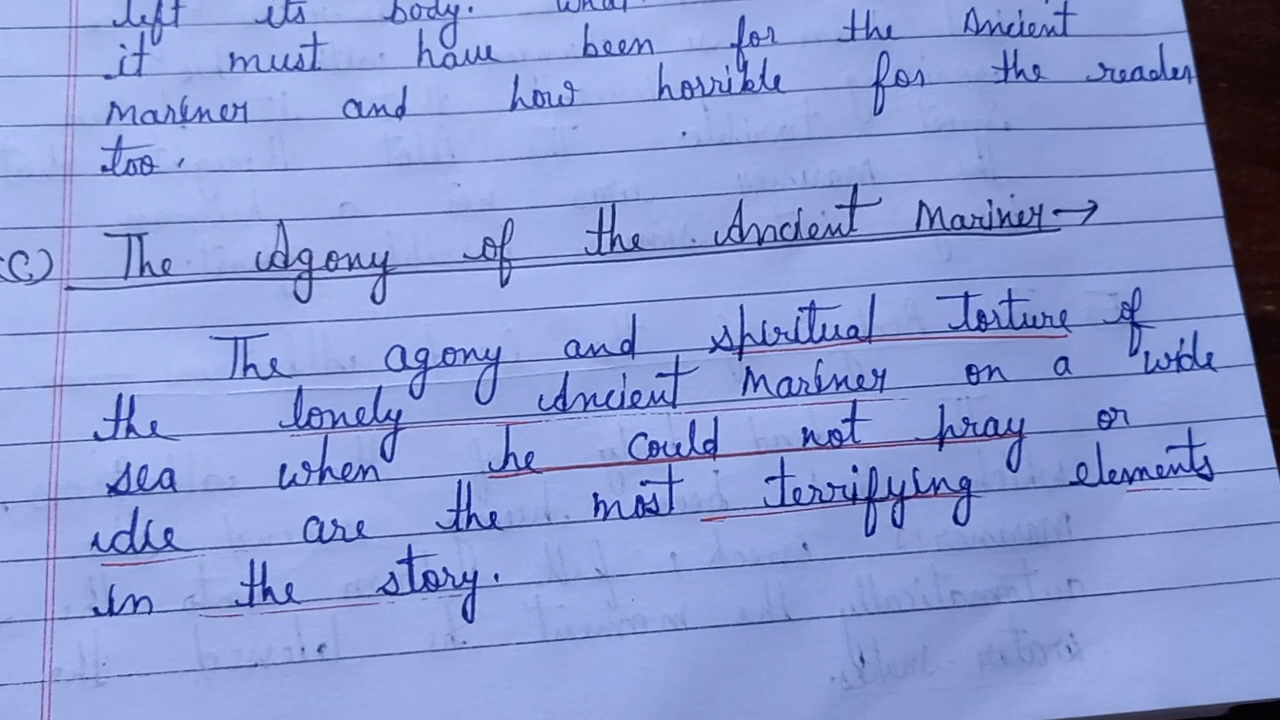 left its body. What
it must have been for the Ancient
Mariner and how horrible for the reader
too.
(C) The Agony of the Ancient Mariner→
The agony and spiritual torture of
the lonely Ancient Mariner on a wide
sea when he could not pray or
idle are the most terrifying elements
in the story.